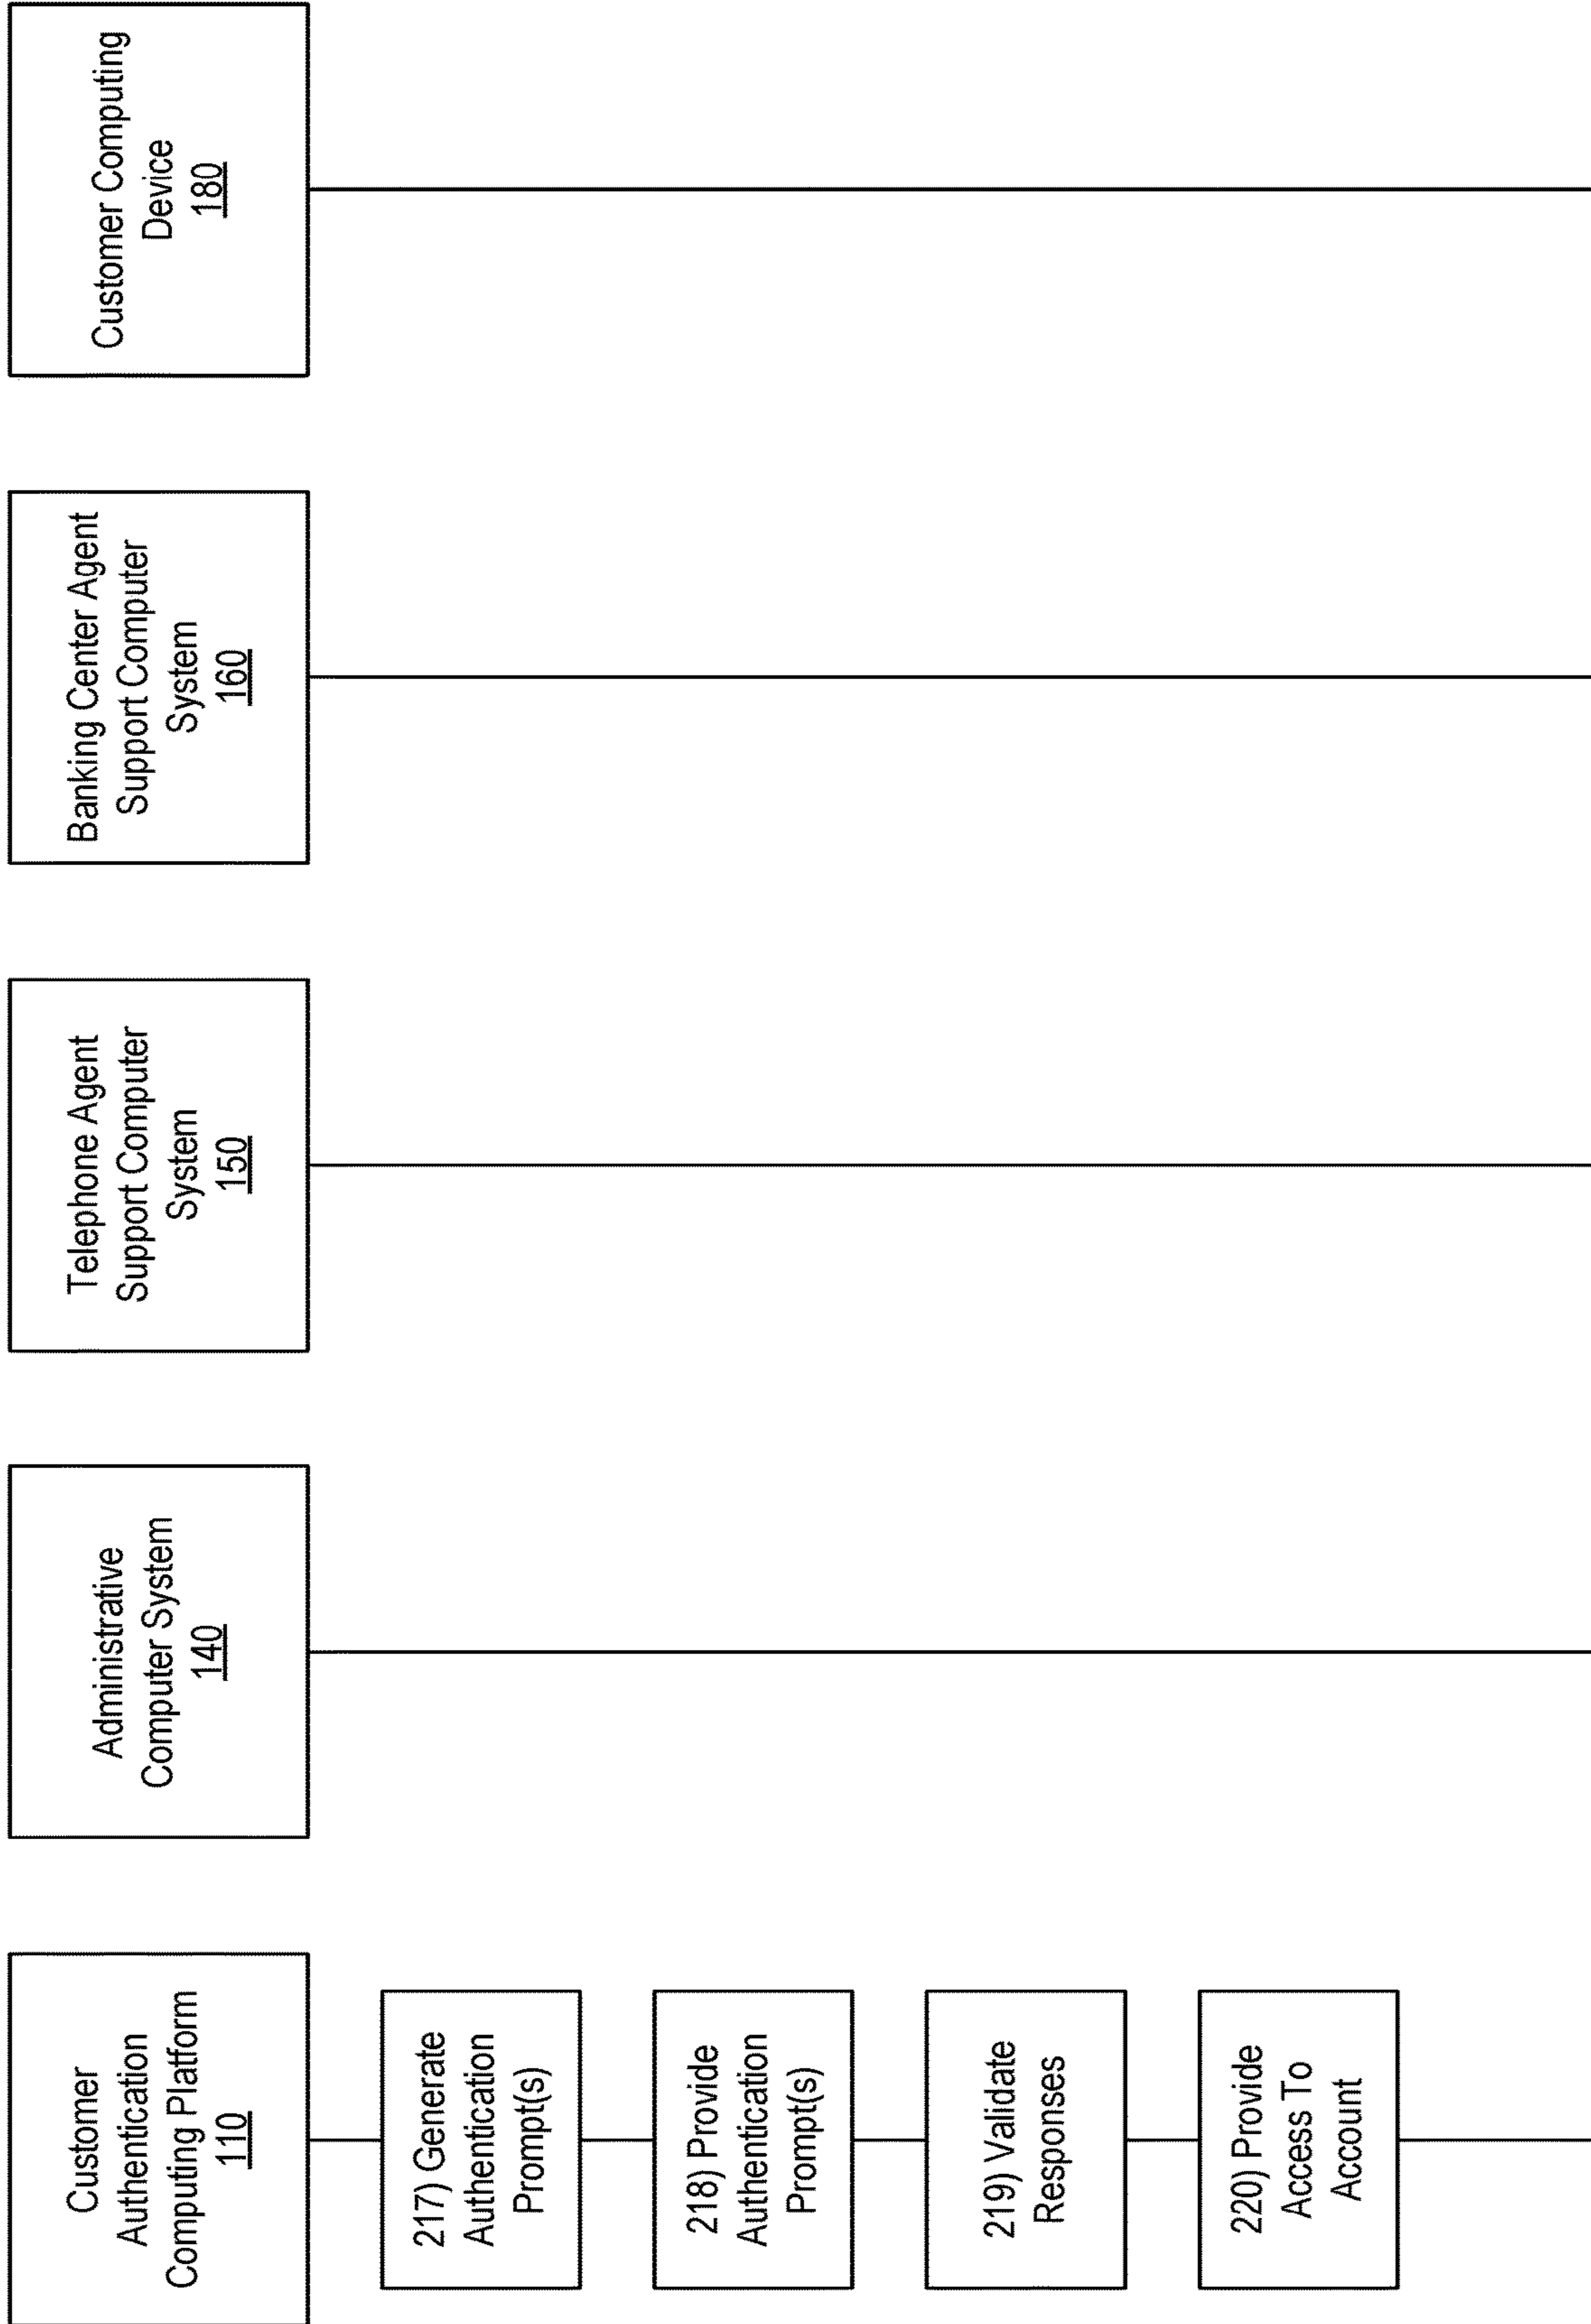 Customer
Authentication
Computing Platform
110
Administrative
Computer System
140
Telephone Agent
Support Computer
System
150
Banking Center Agent
Support Computer
System
160
Customer Computing
Device
180
217) Generate
Authentication
Prompt(s)
218) Provide
Authentication
Prompt(s)
219) Validate
Responses
220) Provide
Access To
Account